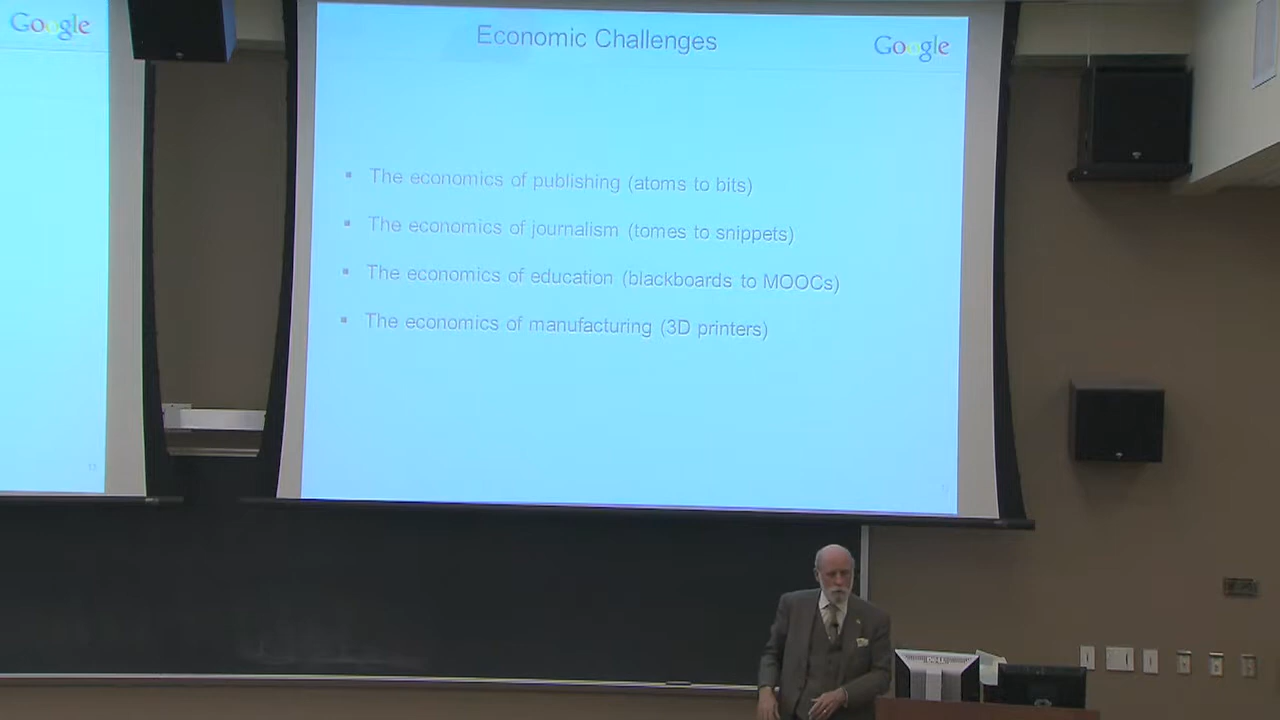 Google
Economic Challenges
Google
▪ The economics of publishing (atoms to bits)
▪ The economics of journalism (tomes to snippets)
▪ The economics of education (blackboards to MOOCs)
▪ The economics of manufacturing (3D printers)
DELL